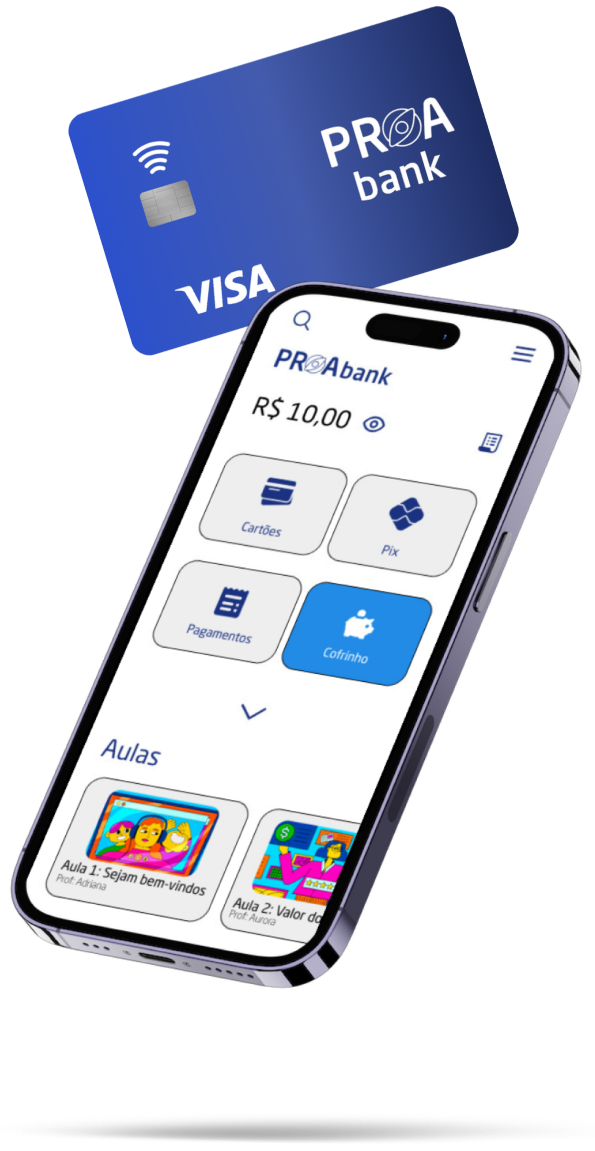 PROA
bank
VISA
PROAbank
R$ 10,00
Cartões
Pix
Pagamentos
Cofrinho
Aulas
Aula 1: Sejam bem-vindos
Prof: Adriana
Aula 2: Valor do
Prof: Aurora